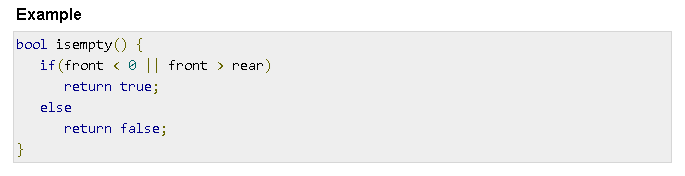 Example
bool isempty() {
   if(front < 0 || front > rear)
      return true;
   else
      return false;
}